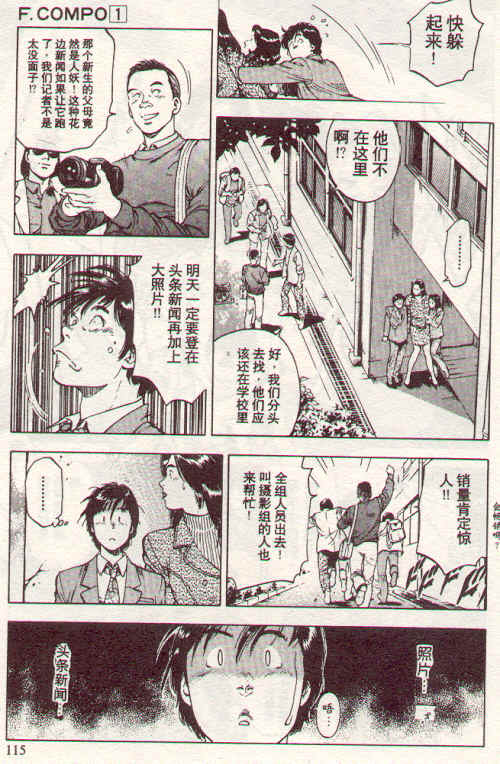 F. COMPO 1
快躲
起来！
他们不
在这里
啊!?
………
好，我们分头
去找，他们应
该还在学校里
那个新生的父母竟
然是人妖！这种花
边新闻如果让它跑
了，我们记者不是
太没面子!?
明天一定要登在
头条新闻再加上
大照片!!
销量肯定惊
人!!
全组人员出去！
叫摄影组的人也
来帮忙！
………
照片…
唔…
头条新闻…
115